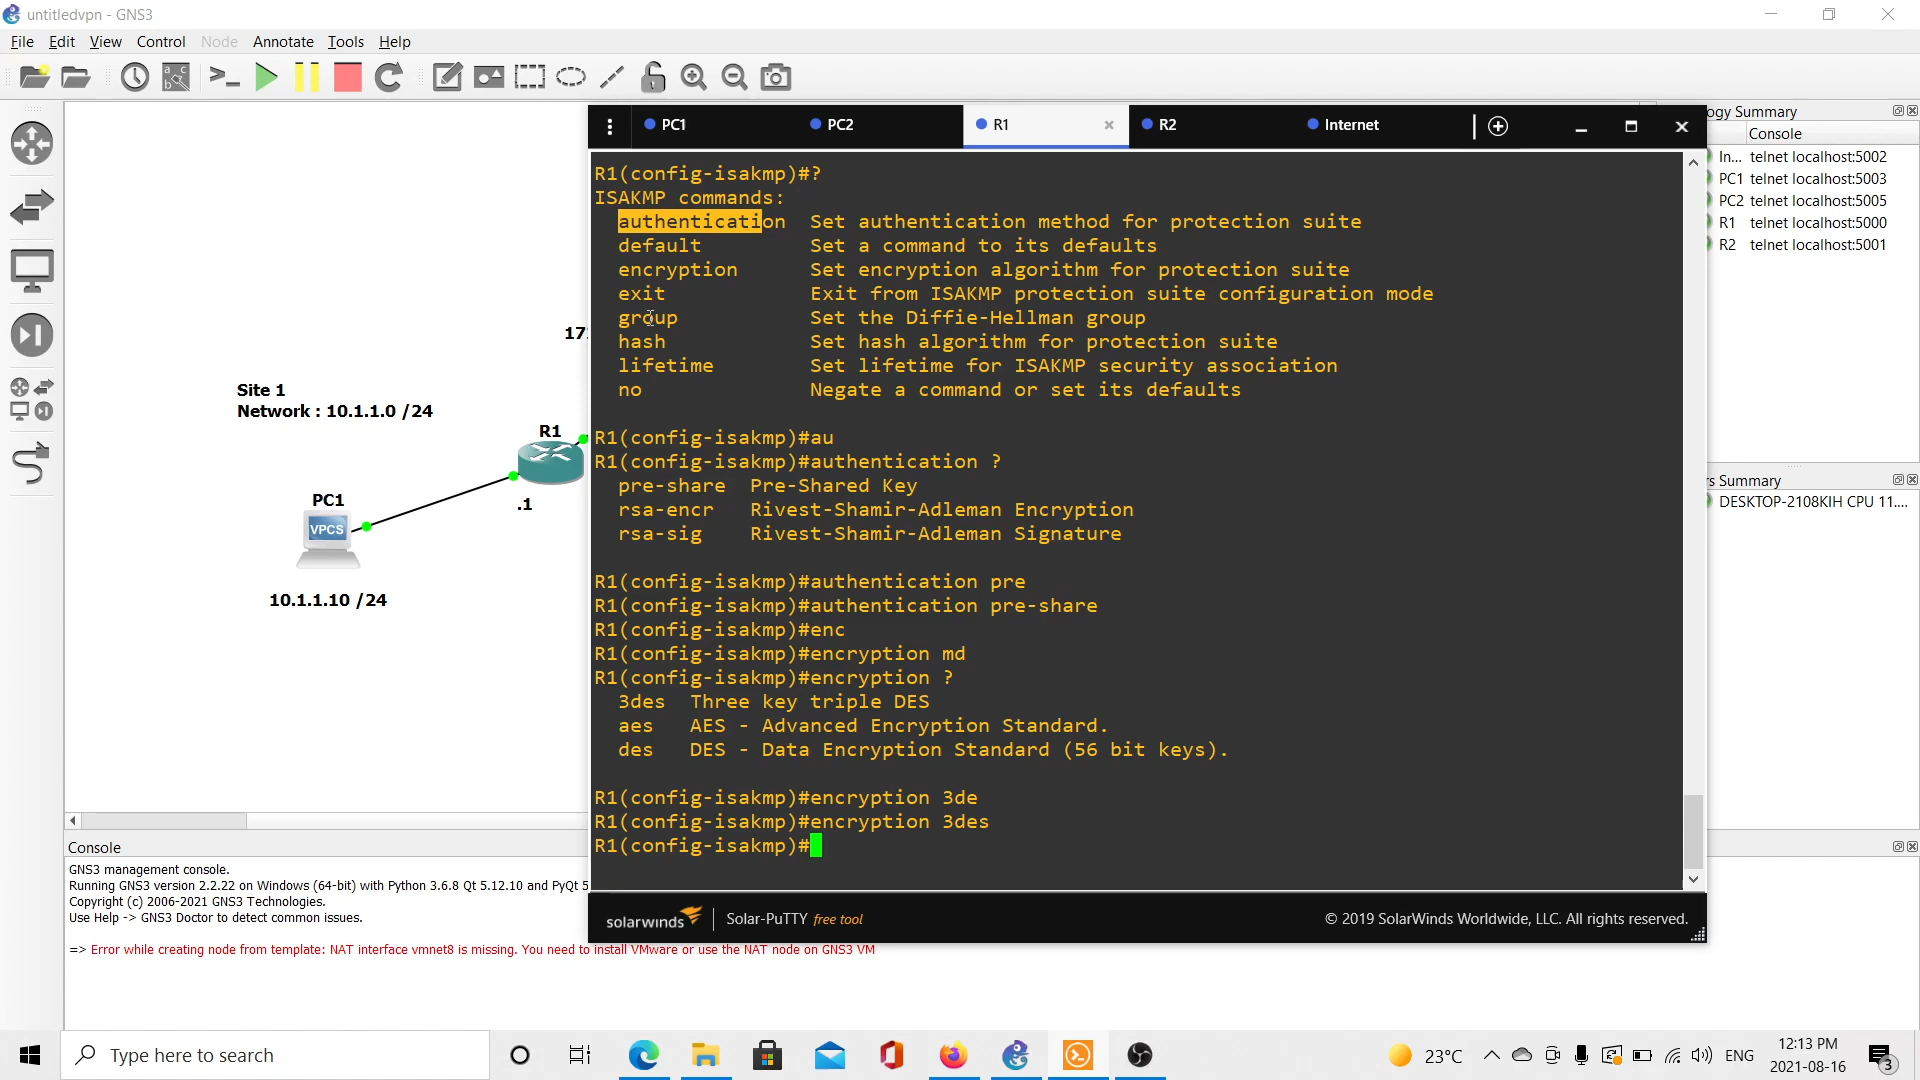 untitledvpn - GNS3
File Edit View Control Node Annotate Tools Help
PC1
PC2
R1
R2
Internet
ogy Summary
Console
In... telnet localhost:5002
PC1 telnet localhost:5003
PC2 telnet localhost:5005
R1 telnet localhost:5000
R2 telnet localhost:5001
s Summary
DESKTOP-2108KIH CPU 11....
17
Site 1
Network : 10.1.1.0 /24
R1
.1
PC1
VPCS
10.1.1.10 /24
R1(config-isakmp)#?
ISAKMP commands:
authentication Set authentication method for protection suite
default Set a command to its defaults
encryption Set encryption algorithm for protection suite
exit Exit from ISAKMP protection suite configuration mode
group Set the Diffie-Hellman group
hash Set hash algorithm for protection suite
lifetime Set lifetime for ISAKMP security association
no Negate a command or set its defaults
R1(config-isakmp)#au
R1(config-isakmp)#authentication ?
pre-share Pre-Shared Key
rsa-encr Rivest-Shamir-Adleman Encryption
rsa-sig Rivest-Shamir-Adleman Signature
R1(config-isakmp)#authentication pre
R1(config-isakmp)#authentication pre-share
R1(config-isakmp)#enc
R1(config-isakmp)#encryption md
R1(config-isakmp)#encryption ?
3des Three key triple DES
aes AES - Advanced Encryption Standard.
des DES - Data Encryption Standard (56 bit keys).
R1(config-isakmp)#encryption 3de
R1(config-isakmp)#encryption 3des
R1(config-isakmp)#
solarwinds Solar-PuTTY free tool
© 2019 SolarWinds Worldwide, LLC. All rights reserved.
Console
GNS3 management console.
Running GNS3 version 2.2.22 on Windows (64-bit) with Python 3.6.8 Qt 5.12.10 and PyQt 5
Copyright (c) 2006-2021 GNS3 Technologies.
Use Help -> GNS3 Doctor to detect common issues.
=> Error while creating node from template: NAT interface vmnet8 is missing. You need to install VMware or use the NAT node on GNS3 VM
Type here to search
23°C
ENG
12:13 PM
2021-08-16
3